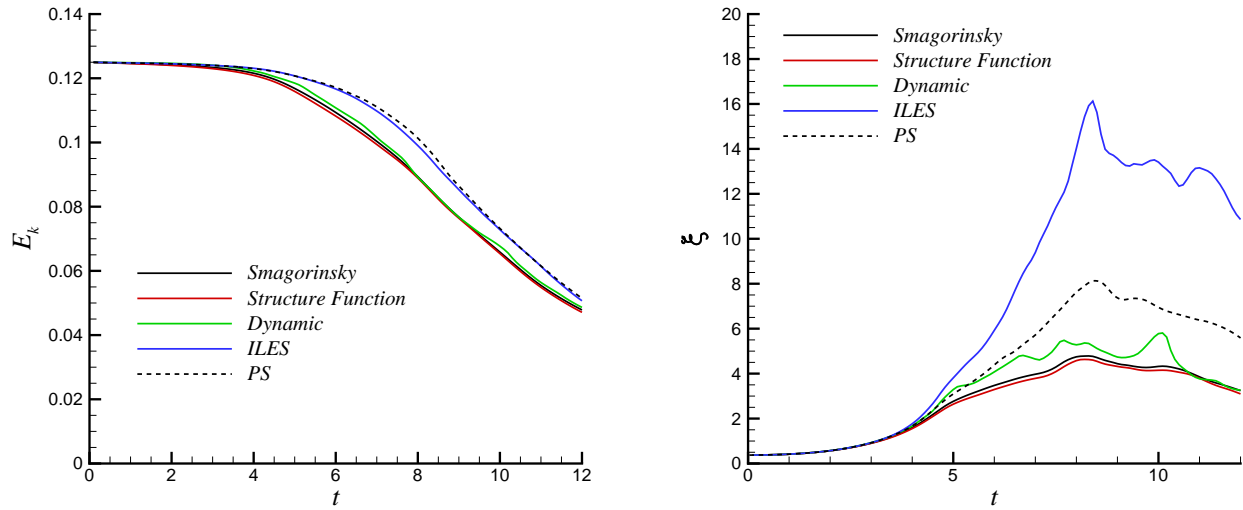 0.14
0.12
0.1
0.08
0.06
0.04
0.02
0
E_k
Smagorinsky
Structure Function
Dynamic
ILES
PS
0 2 4 6 8 10 12
t
20
18
16
14
12
10
8
6
4
2
0
ξ
Smagorinsky
Structure Function
Dynamic
ILES
PS
5 10
t